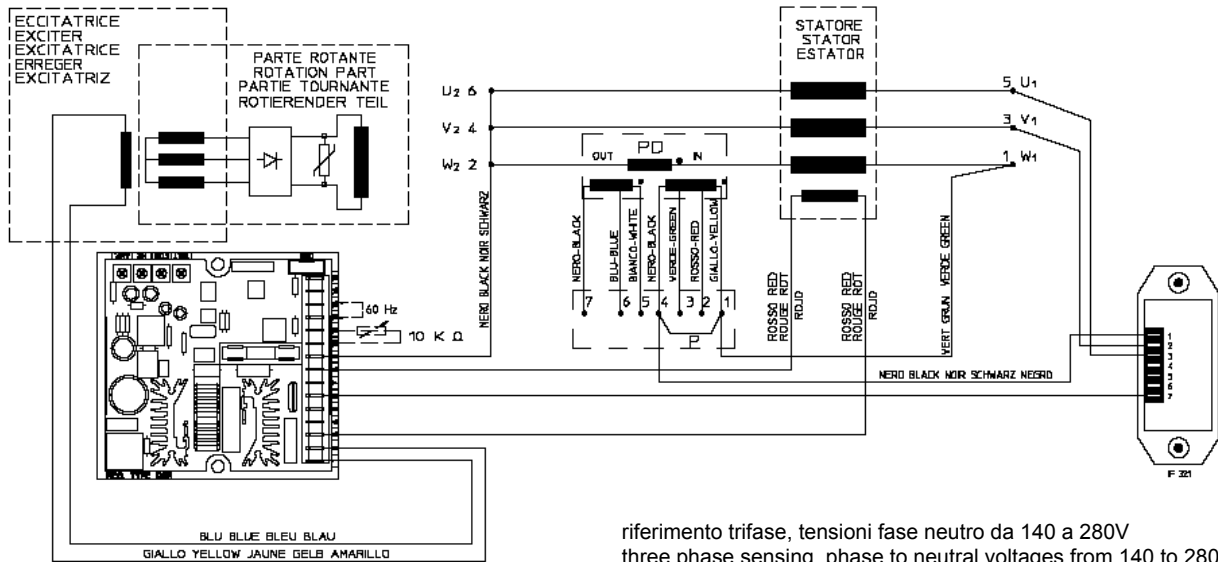 ECCITATRICE
EXCITER
EXCITATRICE
ERREGER
EXCITATRIZ
PARTE ROTANTE
ROTATION PART
PARTIE TOURNANTE
ROTIERENDER TEIL
STATORE
STATOR
ESTATOR
U2 6
V2 4
W2 2
5 U1
3 V1
1 W1
PD
OUT
IN
NERO-BLACK
BLU-BLUE
BIANCO-WHITE
NERO-BLACK
VERDE-GREEN
ROSSO-RED
GIALLO-YELLOW
7 6 5 4 3 2 1
P
NERO BLACK NOIR SCHWARZ
60 Hz
10 K Ω
ROSSO RED
ROUGE ROT
ROJO
ROSSO RED
ROUGE ROT
ROJO
VERT GRUN VERDE GREEN
NERO BLACK NOIR SCHWARZ NEGRO
1
2
3
4
5
6
7
BLU BLUE BLEU BLAU
GIALLO YELLOW JAUNE GELB AMARILLO
riferimento trifase, tensioni fase neutro da 140 a 280V
three phase sensing, phase to neutral voltages from 140 to 280